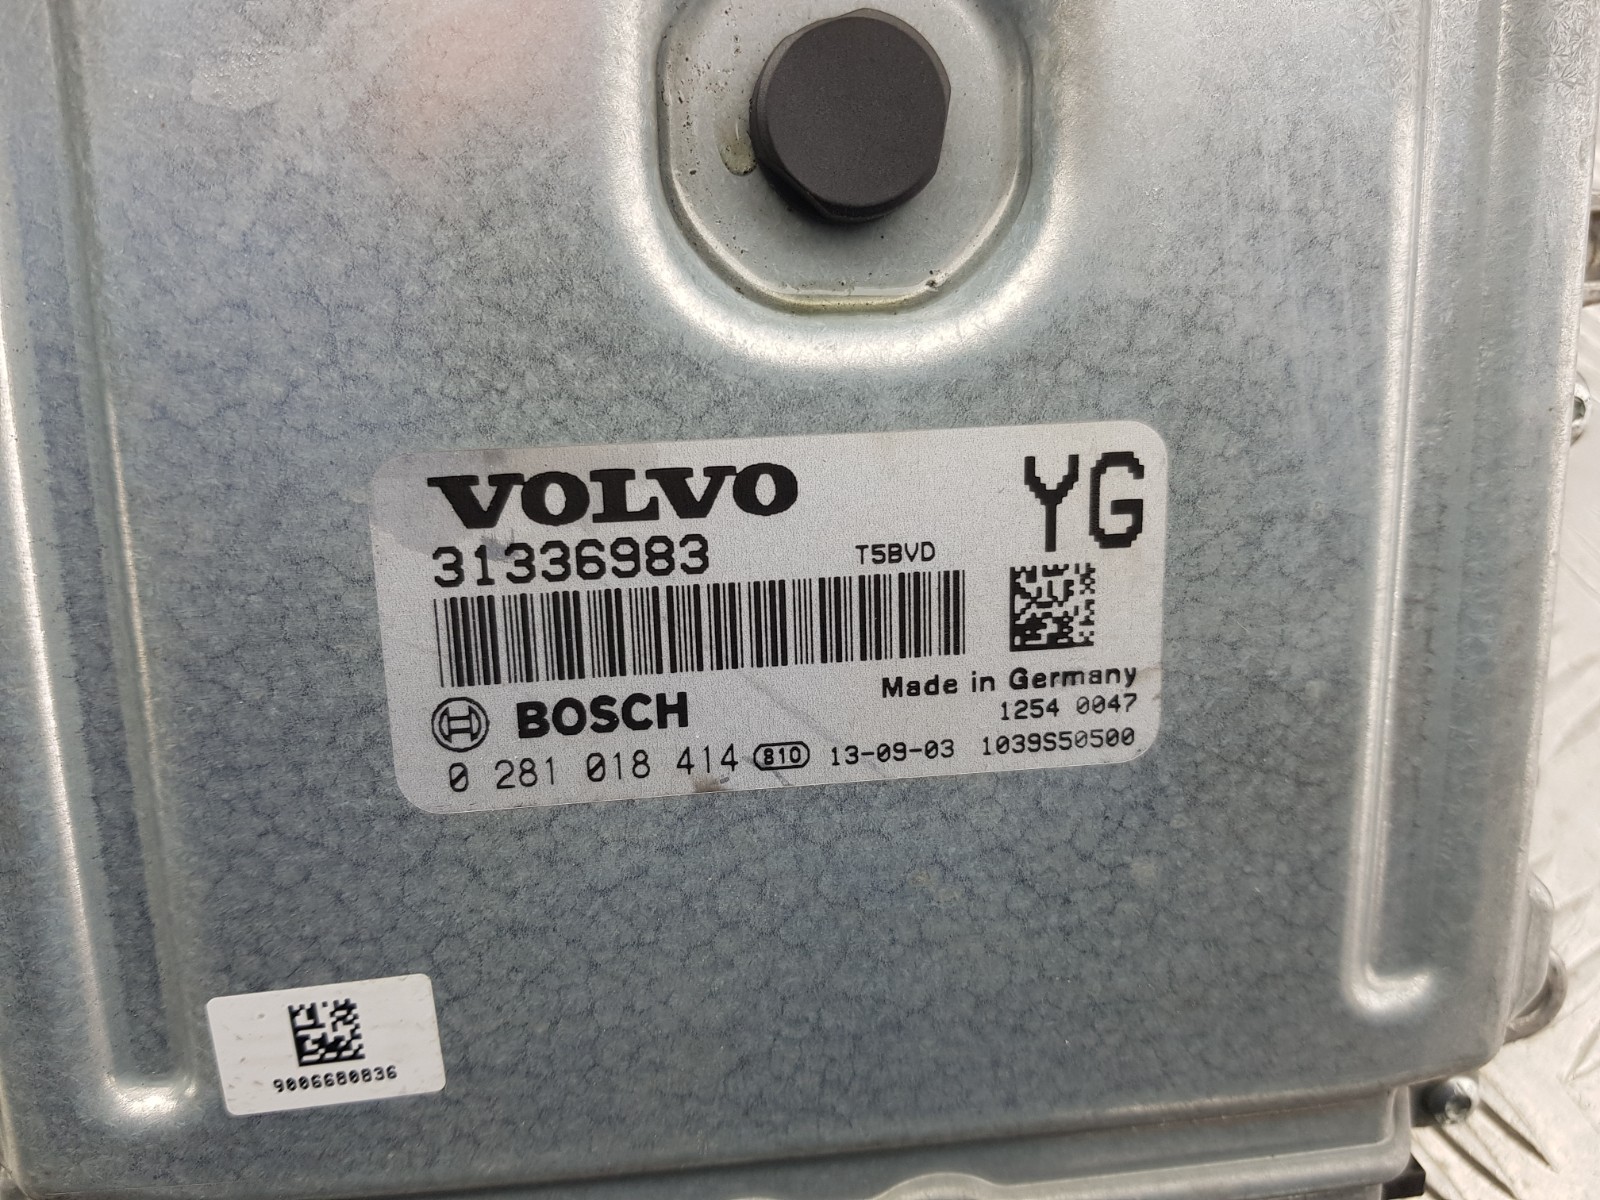 VOLVO
YG
31336983
T5BVD
BOSCH
Made in Germany
1254 0047
0 281 018 414 810 13-09-03 1039S50500
9006680836